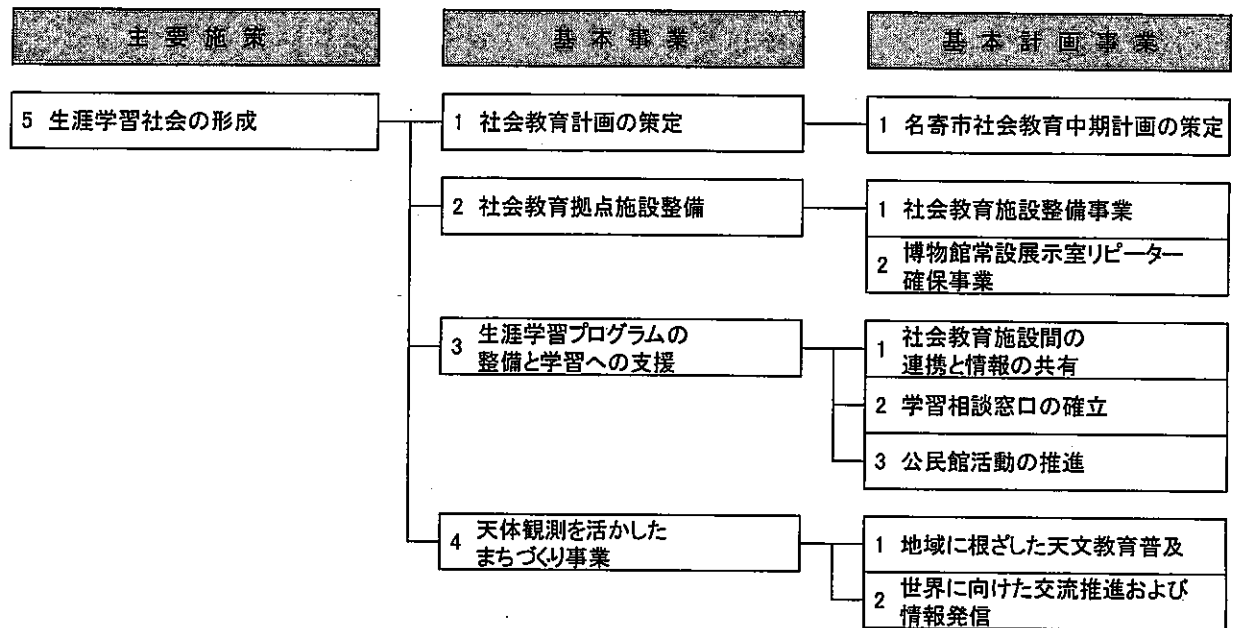 主要施策
基本事業
基本計画事業
5 生涯学習社会の形成
1 社会教育計画の策定
1 名寄市社会教育中期計画の策定
2 社会教育拠点施設整備
1 社会教育施設整備事業
2 博物館常設展示室リピーター
確保事業
3 生涯学習プログラムの
整備と学習への支援
1 社会教育施設間の
連携と情報の共有
2 学習相談窓口の確立
3 公民館活動の推進
4 天体観測を活かした
まちづくり事業
1 地域に根ざした天文教育普及
2 世界に向けた交流推進および
情報発信